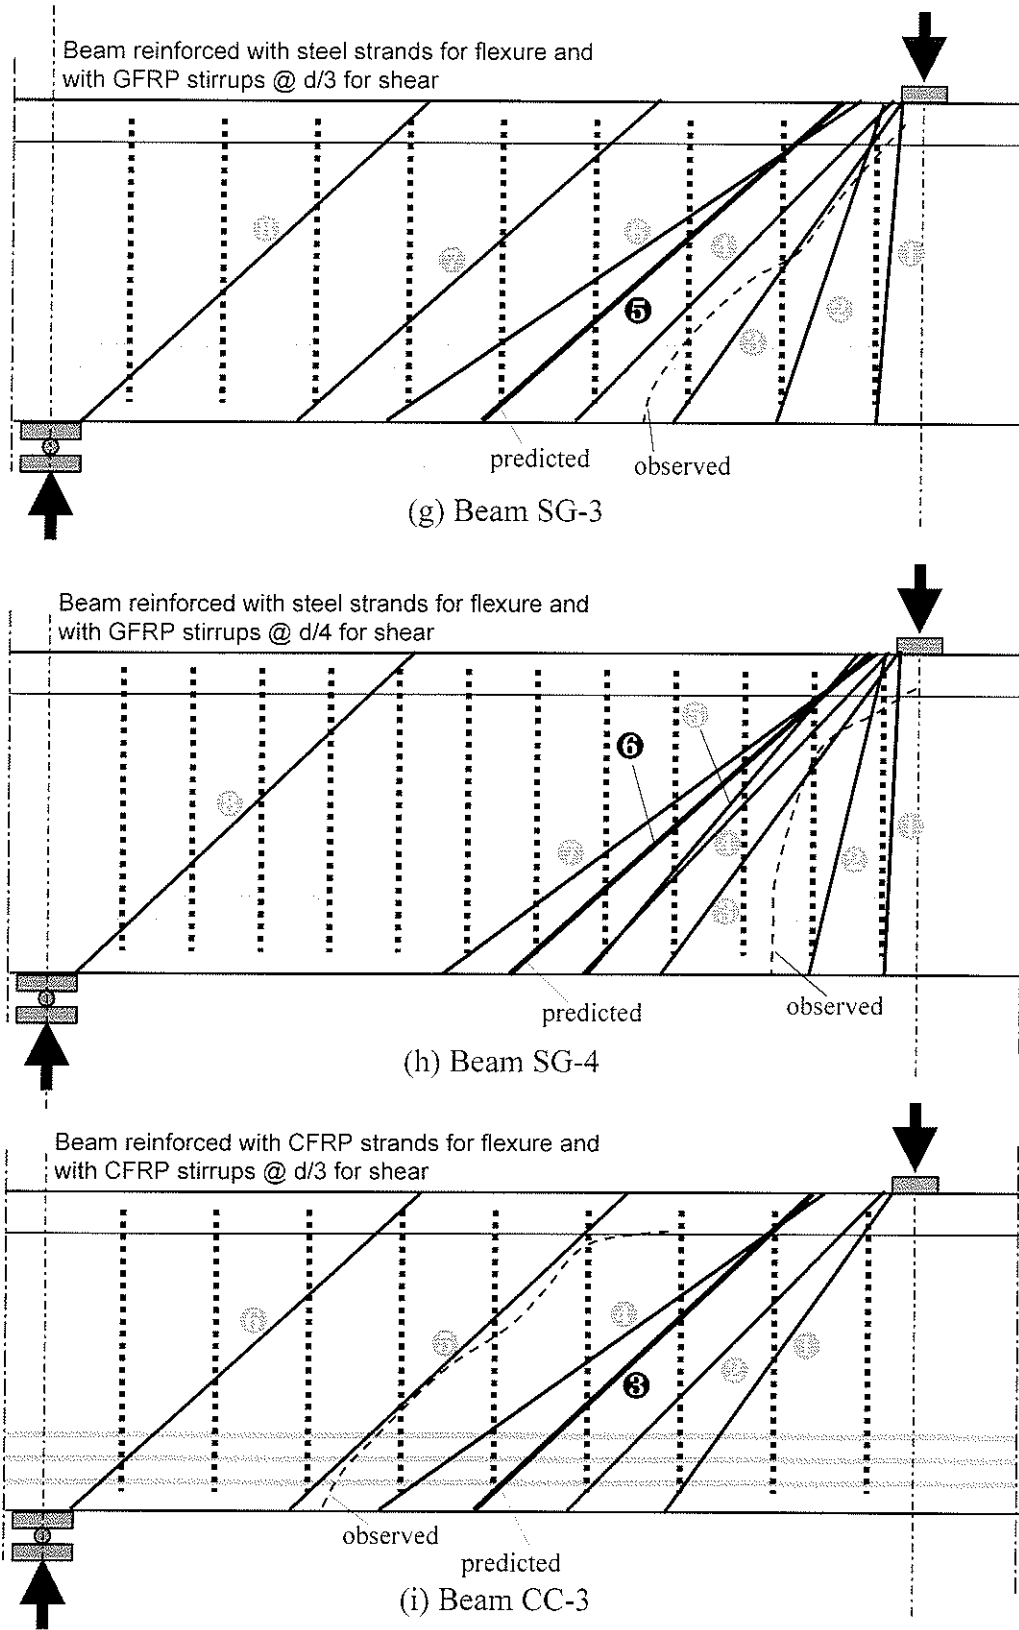 Beam reinforced with steel strands for flexure and
with GFRP stirrups @ d/3 for shear
5
predicted
observed
(g) Beam SG-3
Beam reinforced with steel strands for flexure and
with GFRP stirrups @ d/4 for shear
5
6
predicted
observed
(h) Beam SG-4
Beam reinforced with CFRP strands for flexure and
with CFRP stirrups @ d/3 for shear
3
observed
predicted
(i) Beam CC-3